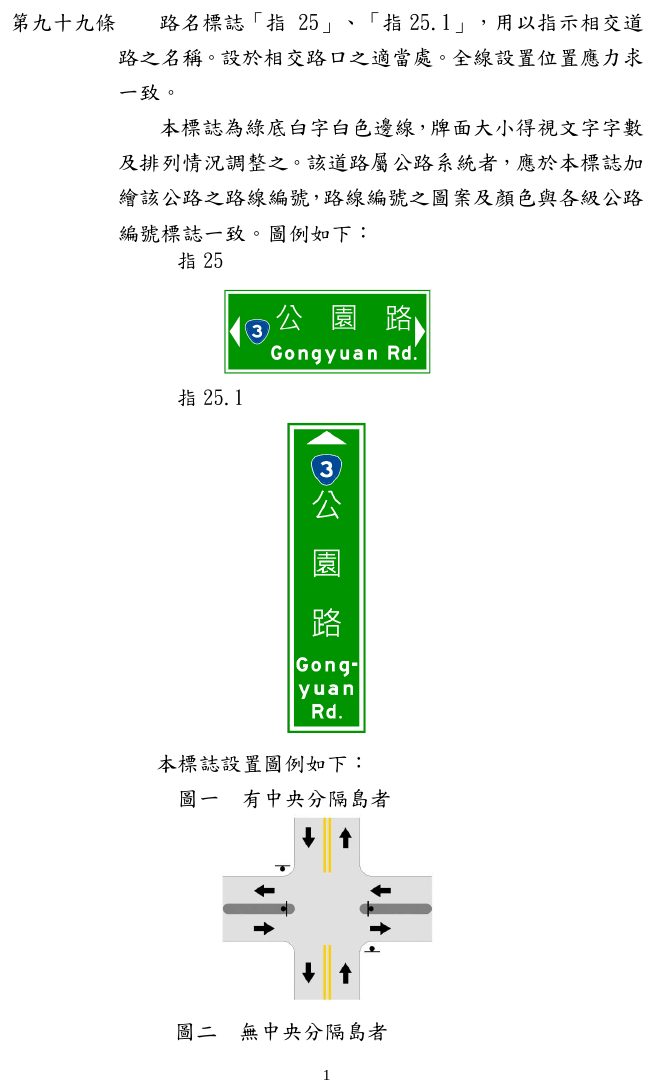 第九十九條　路名標誌「指 25」、「指 25.1」，用以指示相交道
路之名稱。設於相交路口之適當處。全線設置位置應力求
一致。
本標誌為綠底白字白色邊線，牌面大小得視文字字數
及排列情況調整之。該道路屬公路系統者，應於本標誌加
繪該公路之路線編號，路線編號之圖案及顏色與各級公路
編號標誌一致。圖例如下：
指 25
3
公園路
Gongyuan Rd.
指 25.1
3
公
園
路
Gong-
yuan
Rd.
本標誌設置圖例如下：
圖一　有中央分隔島者
圖二　無中央分隔島者
1